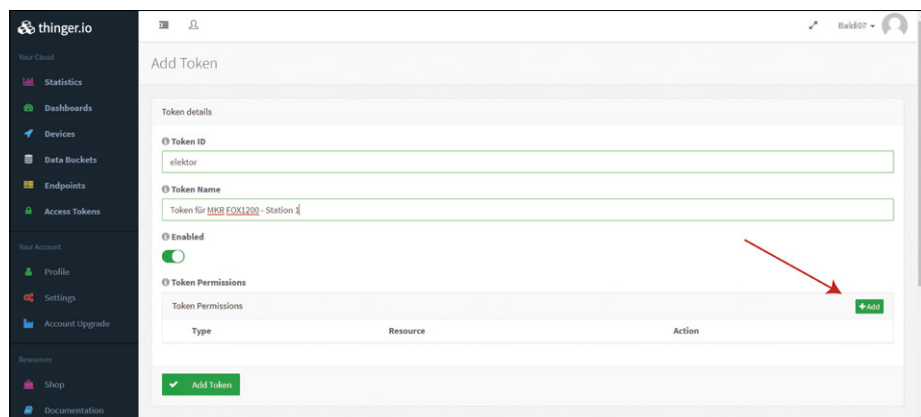 thinger.io
Baldi07
Your Cloud
Statistics
Dashboards
Devices
Data Buckets
Endpoints
Access Tokens
Your Account
Profile
Settings
Account Upgrade
Resources
Shop
Documentation
Add Token
Token details
Token ID
elektor
Token Name
Token für MKR FOX1200 - Station 1
Enabled
Token Permissions
Token Permissions
+Add
Type Resource Action
Add Token